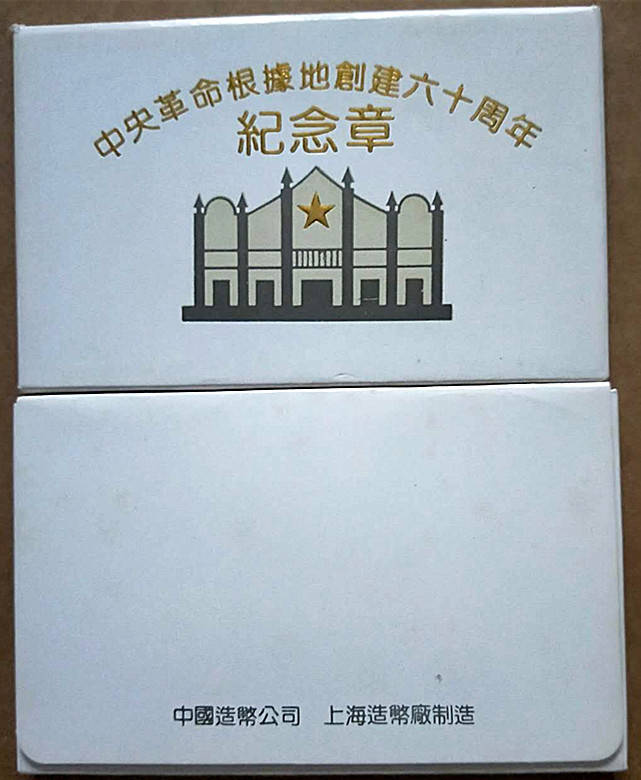 中央革命根據地創建六十周年
紀念章
中國造幣公司 上海造幣廠制造